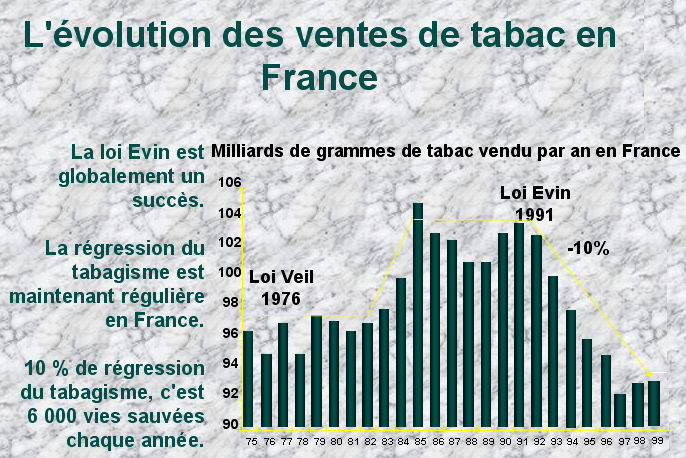 L'évolution des ventes de tabac en
France
La loi Evin est
globalement un
succès.
La régression du
tabagisme est
maintenant régulière
en France.
10 % de régression
du tabagisme, c'est
6 000 vies sauvées
chaque année.
Milliards de grammes de tabac vendu par an en France
106
104
102
100
98
96
94
92
90
Loi Veil
1976
Loi Evin
1991
-10%
75 76 77 78 79 80 81 82 83 84 85 86 87 88 89 90 91 92 93 94 95 96 97 98 99